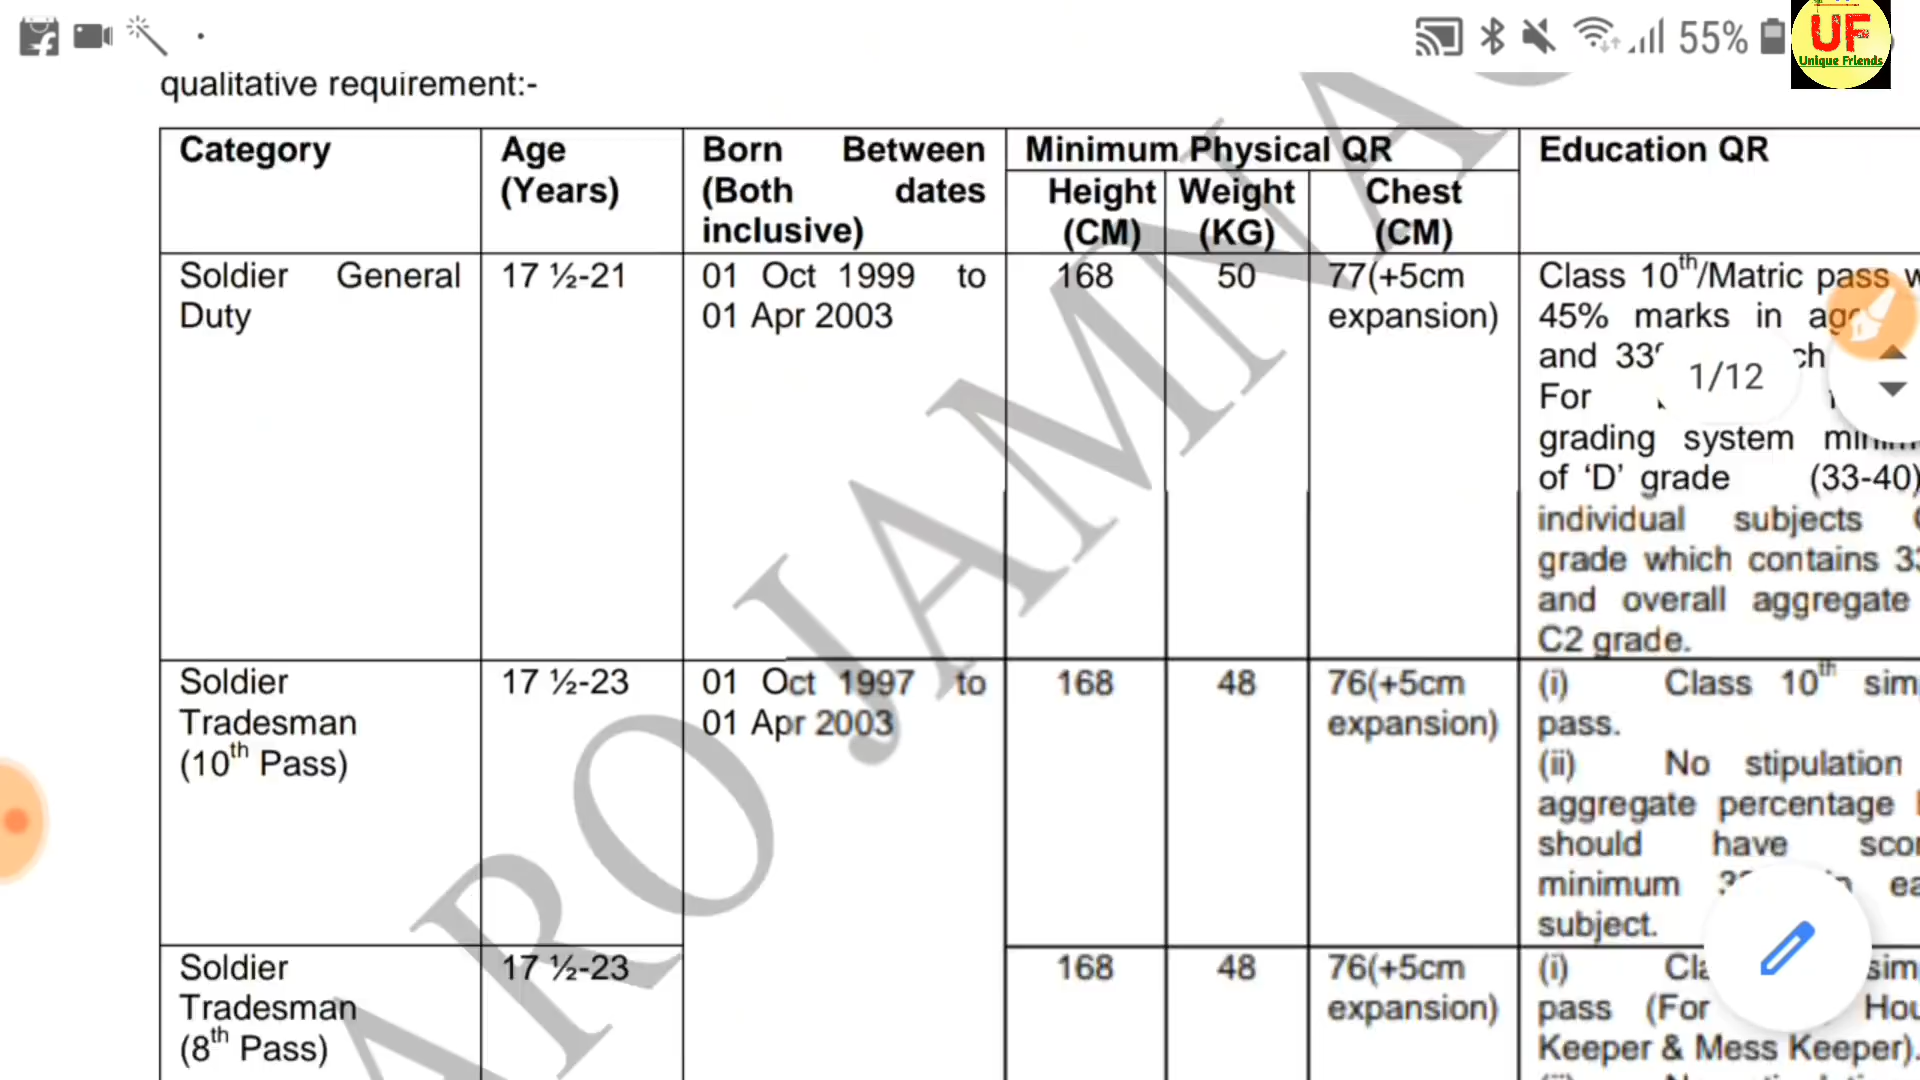 55%
UF
Unique Friends
qualitative requirement:-
Category
Age
(Years)
Born Between
(Both dates
inclusive)
Minimum Physical QR
Height
(CM)
Weight
(KG)
Chest
(CM)
Education QR
Soldier General
Duty
17 ½-21
01 Oct 1999 to
01 Apr 2003
168
50
77(+5cm
expansion)
Class 10th/Matric pass
45% marks in
and
For
grading system
of ‘D’ grade (33-40)
individual subjects
grade which contains
and overall aggregate
C2 grade.
1/12
Soldier
Tradesman
(10th Pass)
17 ½-23
01 Oct 1997 to
01 Apr 2003
168
48
76(+5cm
expansion)
(i) Class 10th
pass.
(ii) No stipulation
aggregate percentage
should have
minimum
subject.
Soldier
Tradesman
(8th Pass)
17 ½-23
168
48
76(+5cm
expansion)
(i)
pass (For
Keeper & Mess Keeper).
ARO JAMNA